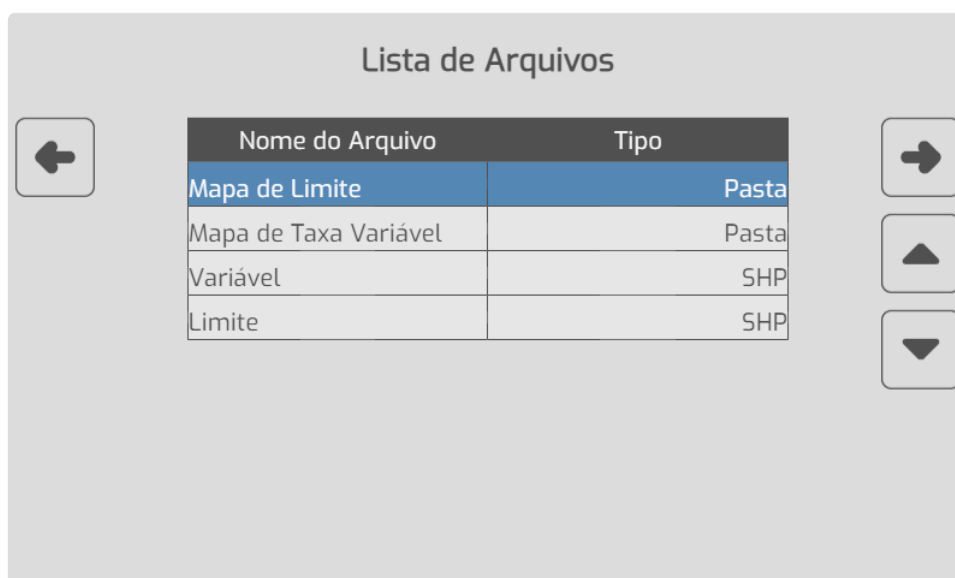 Lista de Arquivos
Nome do Arquivo Tipo
Mapa de Limite Pasta
Mapa de Taxa Variável Pasta
Variável SHP
Limite SHP